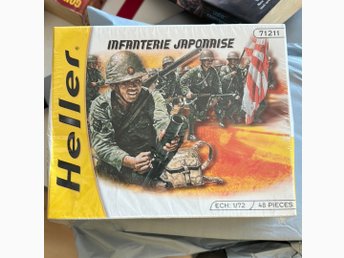 Heller
INFANTERIE JAPONAISE
71211
ECH: 1/72 / 48 PIECES